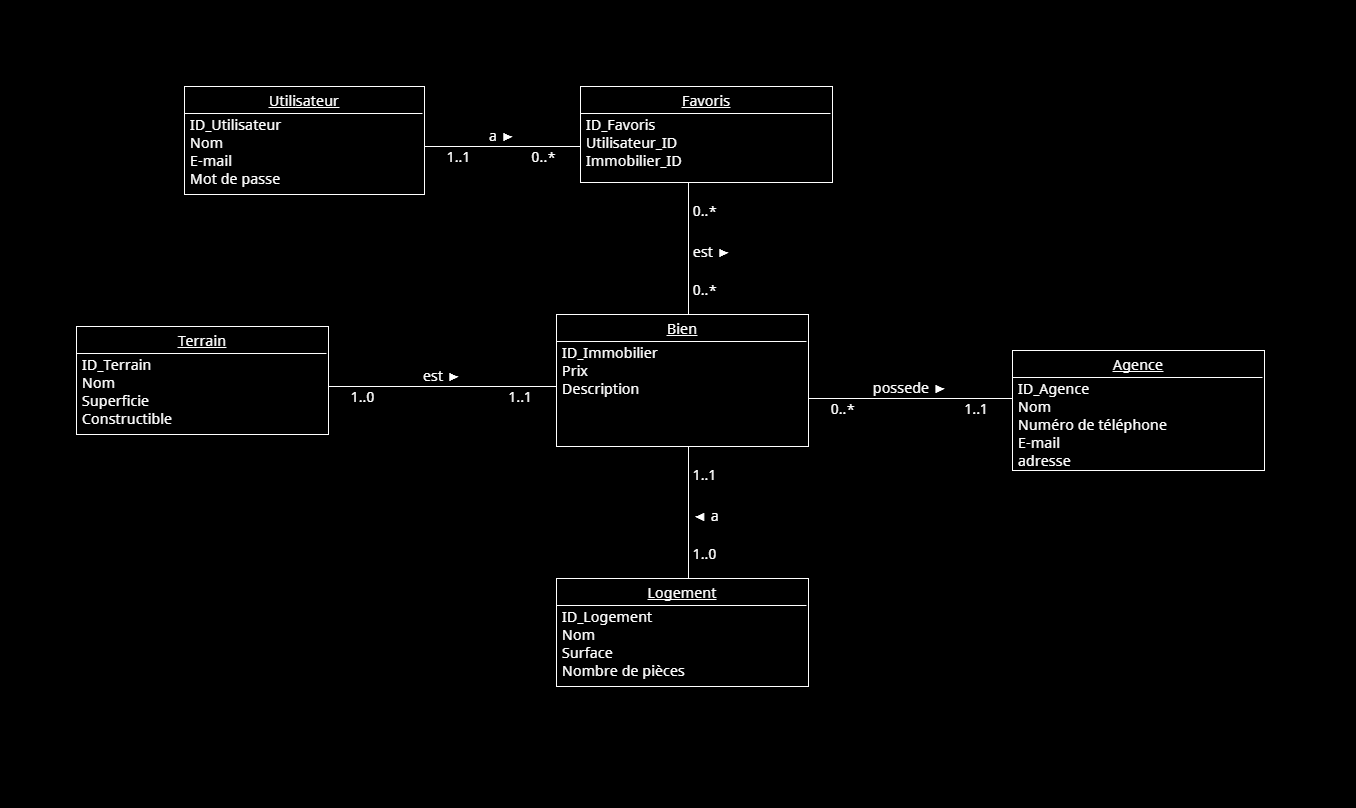 Utilisateur
ID_Utilisateur
Nom
E-mail
Mot de passe
a ►
1..1
0..*
Favoris
ID_Favoris
Utilisateur_ID
Immobilier_ID
0..*
est ►
0..*
Terrain
ID_Terrain
Nom
Superficie
Constructible
est ►
1..0
1..1
Bien
ID_Immobilier
Prix
Description
possede ►
0..*
1..1
Agence
ID_Agence
Nom
Numéro de téléphone
E-mail
adresse
1..1
◄ a
1..0
Logement
ID_Logement
Nom
Surface
Nombre de pièces